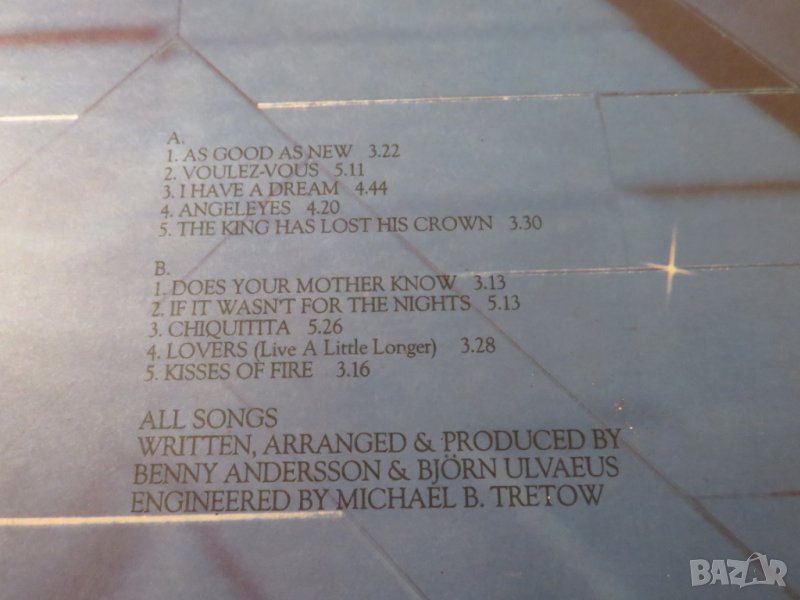 A.
1. AS GOOD AS NEW 3.22
2. VOULEZ-VOUS 5.11
3. I HAVE A DREAM 4.44
4. ANGELEYES 4.20
5. THE KING HAS LOST HIS CROWN 3.30
B.
1. DOES YOUR MOTHER KNOW 3.13
2. IF IT WASN'T FOR THE NIGHTS 5.13
3. CHIQUITITA 5.26
4. LOVERS (Live A Little Longer) 3.28
5. KISSES OF FIRE 3.16
ALL SONGS
WRITTEN, ARRANGED & PRODUCED BY
BENNY ANDERSSON & BJÖRN ULVAEUS
ENGINEERED BY MICHAEL B. TRETOW
BAZAR